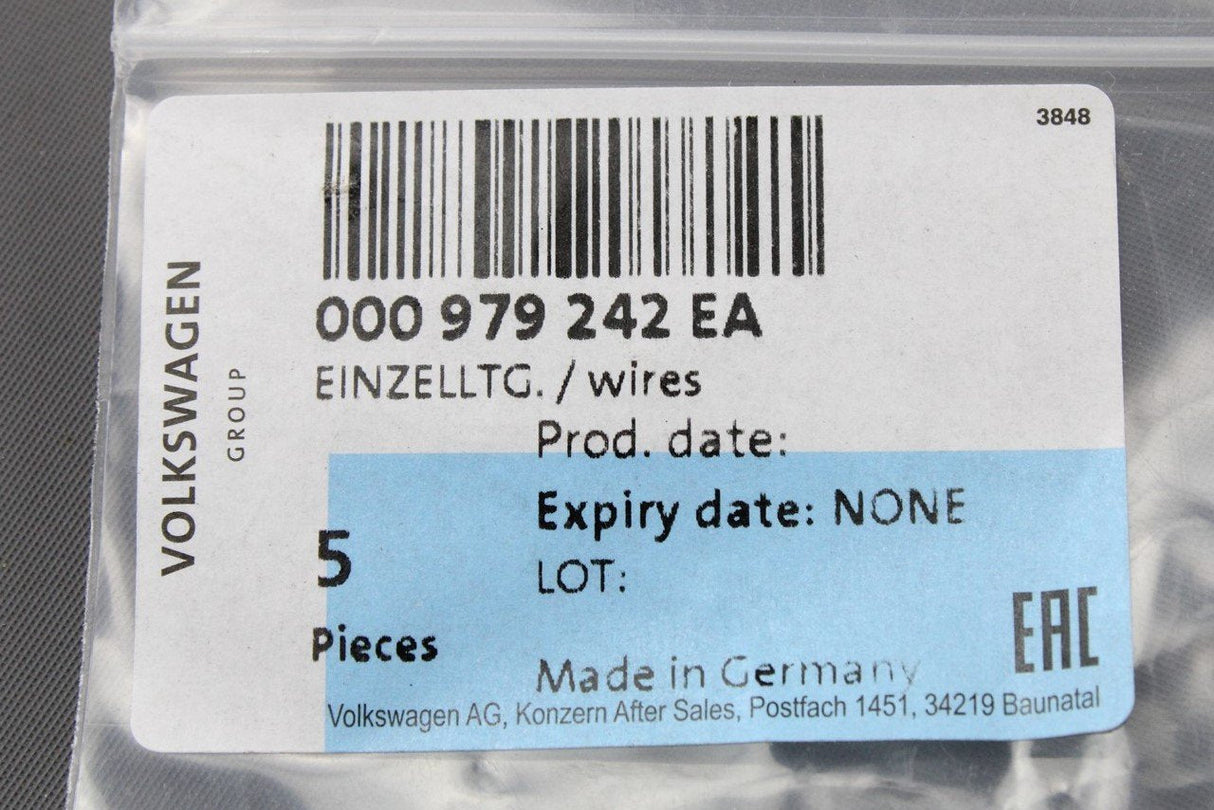 3848
VOLKSWAGEN
GROUP
000 979 242 EA
EINZELLTG. / wires
Prod. date:
Expiry date: NONE
5
LOT:
Pieces
EAC
Made in Germany
Volkswagen AG, Konzern After Sales, Postfach 1451, 34219 Baunatal